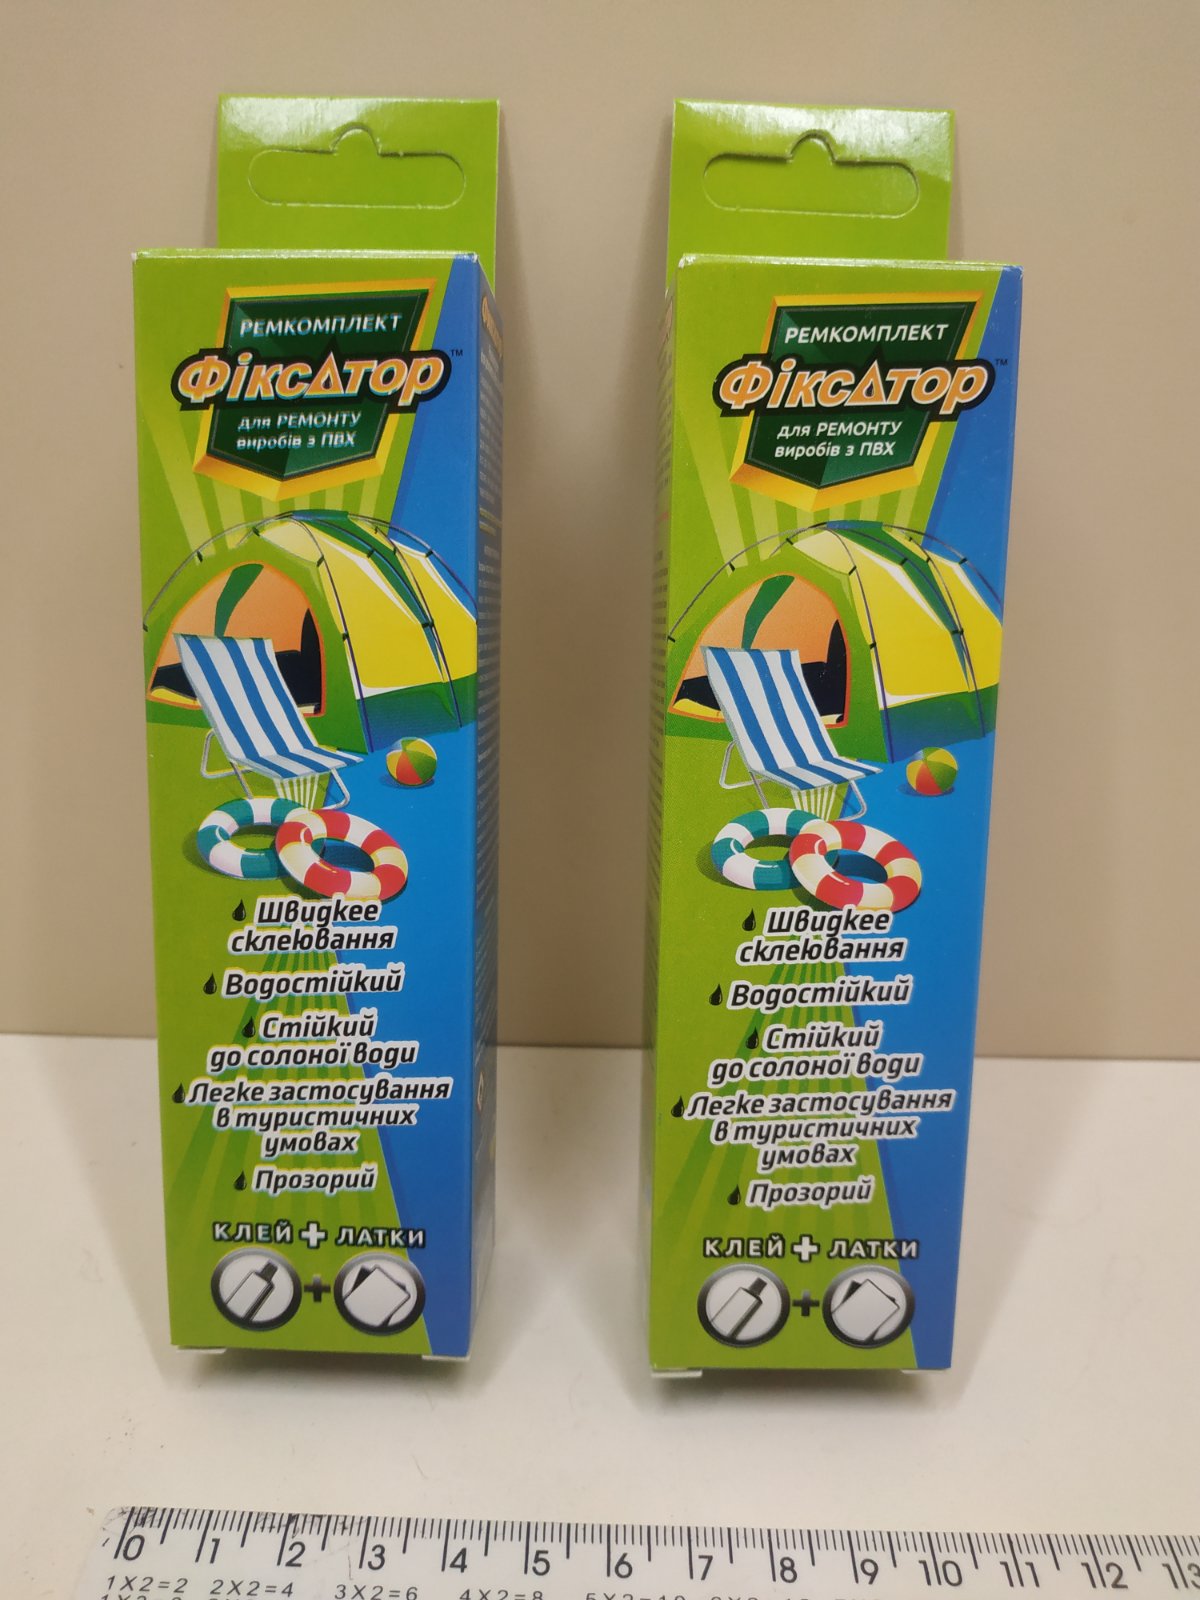 РЕМКОМПЛЕКТ
ФіксАтор™
для РЕМОНТУ
виробів з ПВХ
Швидкее
склеювання
Водостійкий
Стійкий
до солоної води
Легке застосування
в туристичних
умовах
Прозорий
КЛЕЙ + ЛАТКИ
+
РЕМКОМПЛЕКТ
ФіксАтор™
для РЕМОНТУ
виробів з ПВХ
Швидкее
склеювання
Водостійкий
Стійкий
до солоної води
Легке застосування
в туристичних
умовах
Прозорий
КЛЕЙ + ЛАТКИ
+
0 1 2 3 4 5 6 7 8 9 10 11 12 13
1X2=2 2X2=4 3X2=6 4X2=8